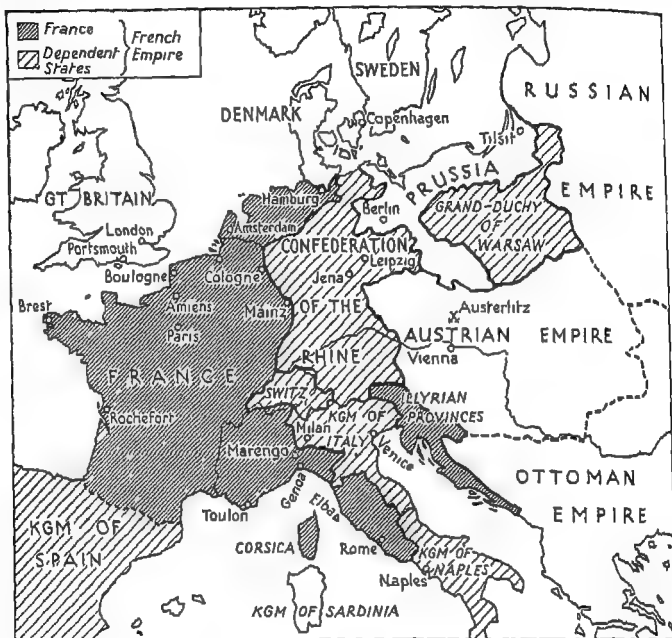 France
Dependent States
French Empire
SWEDEN
RUSSIAN
DENMARK
Copenhagen
Tilsit
GT BRITAIN
PRUSSIA
EMPIRE
Hamburg
Berlin
GRAND-DUCHY
OF
WARSAW
London
Amsterdam
Portsmouth
CONFEDERATION
Leipzig
Boulogne
Cologne
Jena
Brest
Amiens
Mainz
OF THE
Austerlitz
Paris
AUSTRIAN EMPIRE
RHINE
Vienna
FRANCE
SWITZ
ILLYRIAN
PROVINCES
Rochefort
KGM OF
ITALY
Milan
Marengo
Venice
OTTOMAN
EMPIRE
Genoa
Toulon
Elba
KGM OF
SPAIN
CORSICA
Rome
KGM OF
NAPLES
Naples
KGM OF SARDINIA